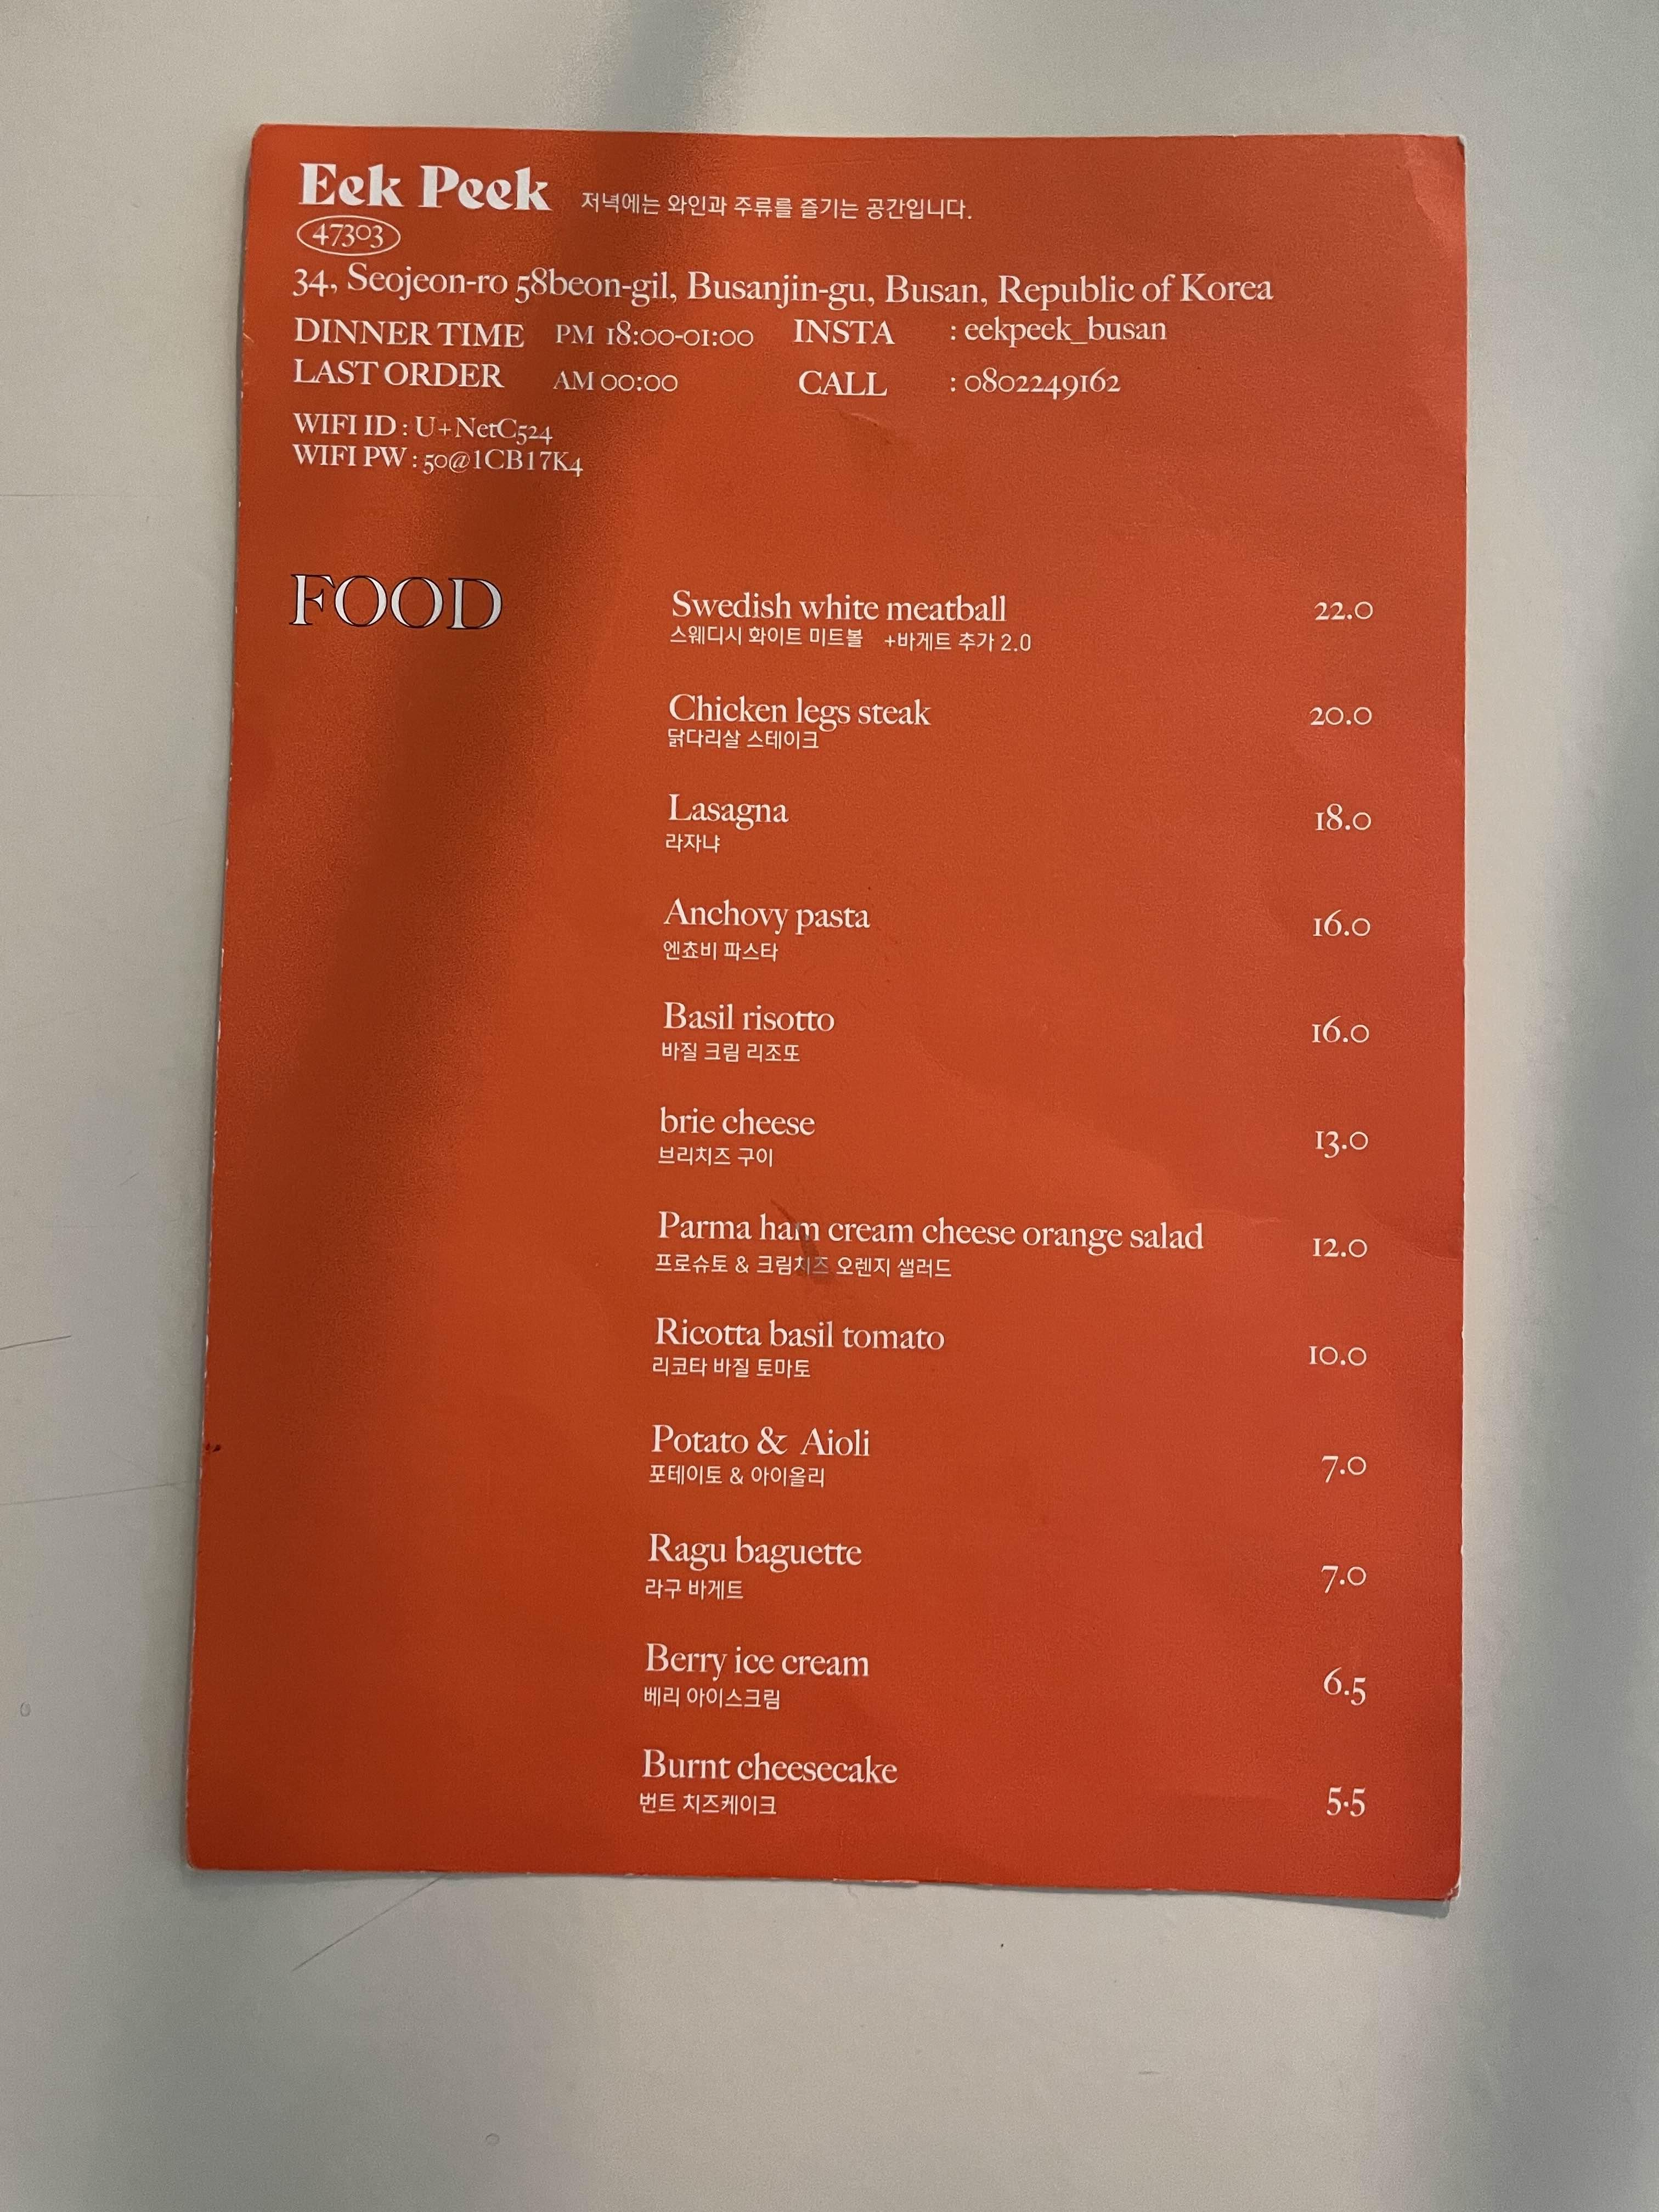 Eek Peek 저녁에는 와인과 주류를 즐기는 공간입니다.
47303
34, Seojeon-ro 58beon-gil, Busanjin-gu, Busan, Republic of Korea
DINNER TIME PM 18:00-01:00 INSTA : eekpeek_busan
LAST ORDER AM 00:00 CALL : 0802249162
WIFI ID : U+NetC524
WIFI PW : 50@1CB17K4
FOOD
Swedish white meatball 22.0
스웨디시 화이트 미트볼 +바게트 추가 2.0
Chicken legs steak 20.0
닭다리살 스테이크
Lasagna 18.0
라자냐
Anchovy pasta 16.0
엔쵸비 파스타
Basil risotto 16.0
바질 크림 리조또
brie cheese 13.0
브리치즈 구이
Parma ham cream cheese orange salad 12.0
프로슈토 & 크림치즈 오렌지 샐러드
Ricotta basil tomato 10.0
리코타 바질 토마토
Potato & Aioli 7.0
포테이토 & 아이올리
Ragu baguette 7.0
라구 바게트
Berry ice cream 6.5
베리 아이스크림
Burnt cheesecake 5.5
번트 치즈케이크